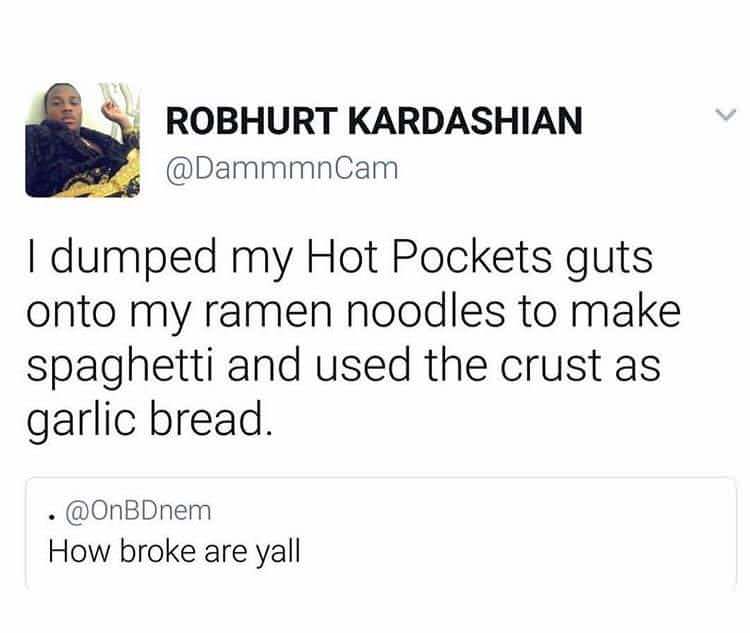 ROBHURT KARDASHIAN
@DammmnCam
I dumped my Hot Pockets guts
onto my ramen noodles to make
spaghetti and used the crust as
garlic bread.
. @OnBDnem
How broke are yall